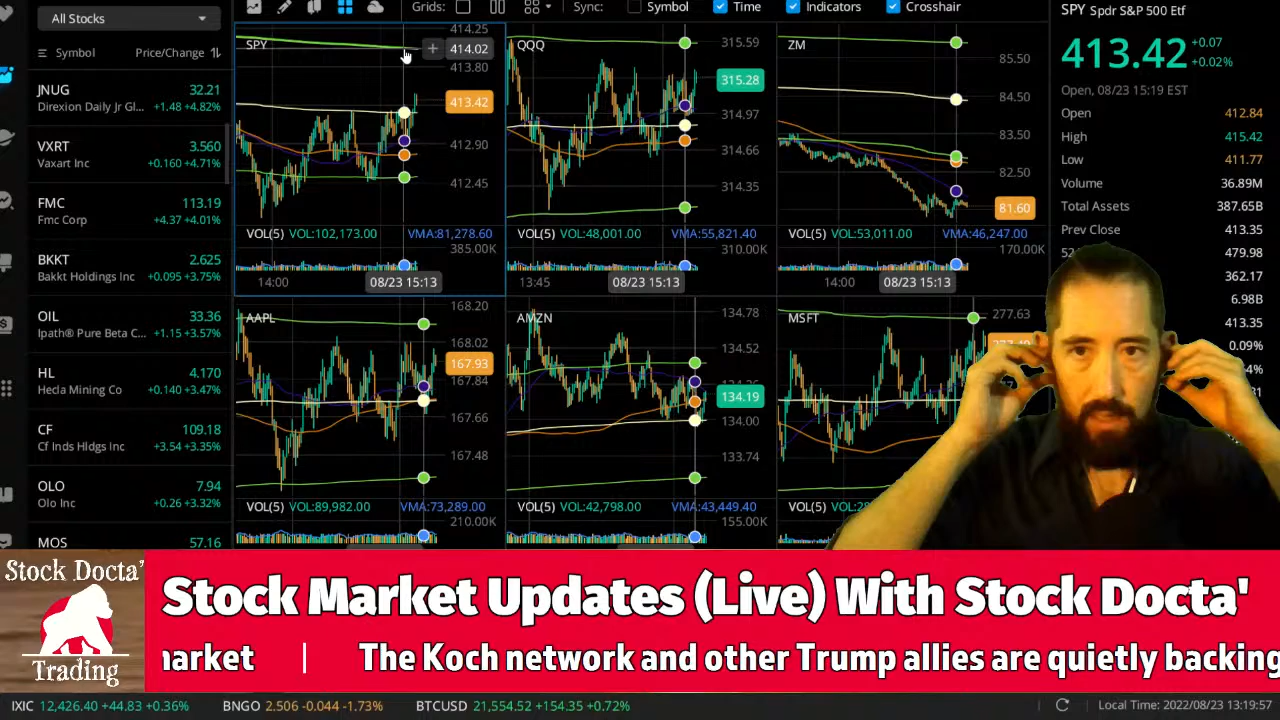 All Stocks
Grids:
Sync:
Symbol
Time
Indicators
Crosshair
Symbol
Price/Change
JNUG
32.21
Direxion Daily Jr Gl...
+1.48 +4.82%
VXRT
3.560
Vaxart Inc
+0.160 +4.71%
FMC
113.19
Fmc Corp
+4.37 +4.01%
BKKT
2.625
Bakkt Holdings Inc
+0.095 +3.75%
OIL
33.36
Ipath® Pure Beta C...
+1.15 +3.57%
HL
4.170
Hecla Mining Co
+0.140 +3.47%
CF
109.18
Cf Inds Hldgs Inc
+3.54 +3.35%
OLO
7.94
Olo Inc
+0.26 +3.32%
MOS
57.16
SPY
414.25
414.02
413.80
413.42
412.90
412.45
VOL(5) VOL:102,173.00
VMA:81,278.60
385.00K
14:00
08/23 15:13
QQQ
315.59
315.28
314.97
314.66
314.35
VOL(5) VOL:48,001.00
VMA:55,821.40
310.00K
13:45
08/23 15:13
ZM
85.50
84.50
83.50
82.50
81.60
VOL(5) VOL:53,011.00
VMA:46,247.00
170.00K
14:00
08/23 15:13
AAPL
168.20
168.02
167.93
167.84
167.66
167.48
VOL(5) VOL:89,982.00
VMA:73,289.00
210.00K
AMZN
134.78
134.52
134.19
134.00
133.74
VOL(5) VOL:42,798.00
VMA:43,449.40
155.00K
MSFT
277.63
SPY Spdr S&P 500 Etf
413.42
+0.07
+0.02%
Open, 08/23 15:19 EST
Open
412.84
High
415.42
Low
411.77
Volume
36.89M
Total Assets
387.65B
Prev Close
413.35
479.98
362.17
6.98B
413.35
0.09%
Stock Docta'
Trading
Stock Market Updates (Live) With Stock Docta'
market | The Koch network and other Trump allies are quietly backing
IXIC 12,426.40 +44.83 +0.36%
BNGO 2.506 -0.044 -1.73%
BTCUSD 21,554.52 +154.35 +0.72%
Local Time: 2022/08/23 13:19:57